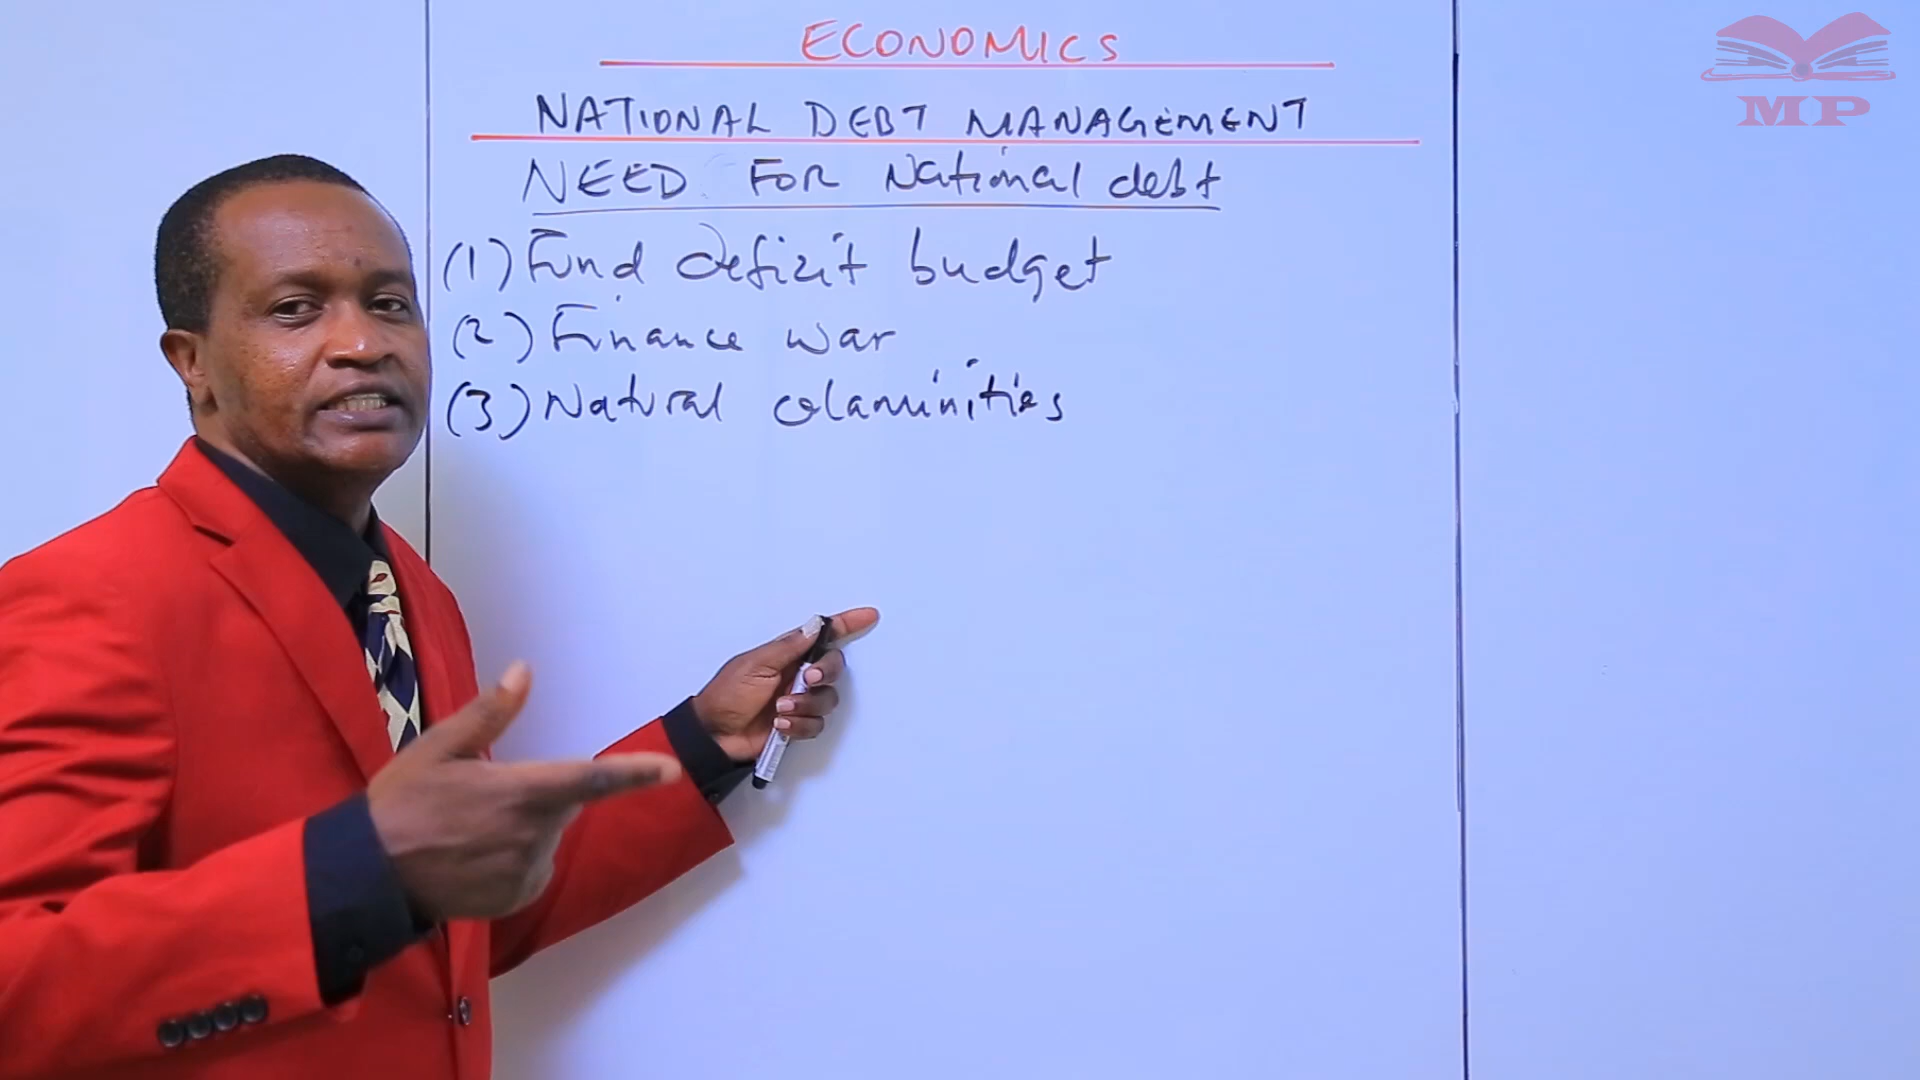 ECONOMICS
NATIONAL DEBT MANAGEMENT
NEED FOR National debt
(1) Fund deficit budget
(2) Finance war
(3) Natural calaminities
MP